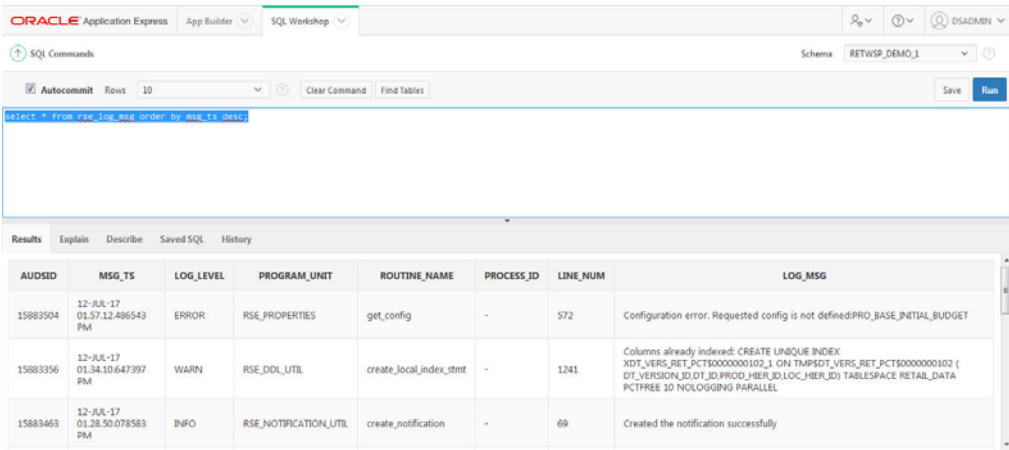 ORACLE Application Express App Builder SQL Workshop DSADMIN
SQL Commands Schema RETWSP_DEMO_1
Autocommit Rows 10 Clear Command Find Tables Save Run
select * from rse_log_msg order by msg_ts desc;
Results Explain Describe Saved SQL History
AUDSID MSG_TS LOG_LEVEL PROGRAM_UNIT ROUTINE_NAME PROCESS_ID LINE_NUM LOG_MSG
12-JUL-17
15883504 01.57.12.486543 ERROR RSE_PROPERTIES get_config - 572 Configuration error. Requested config is not defined:PRO_BASE_INITIAL_BUDGET
PM
Columns already indexed: CREATE UNIQUE INDEX
12-JUL-17 XDT_VERS_RET_PCT$0000000102_1 ON TMP$DT_VERS_RET_PCT$0000000102 (
15883356 01.34.10.647397 WARN RSE_DDL_UTIL create_local_index_stmt - 1241 DT_VERSION_ID,DT_ID,PROD_HIER_ID,LOC_HIER_ID) TABLESPACE RETAIL_DATA
PM PCTFREE 10 NOLOGGING PARALLEL
12-JUL-17
15883463 01.28.50.078583 INFO RSE_NOTIFICATION_UTIL create_notification - 69 Created the notification successfully
PM